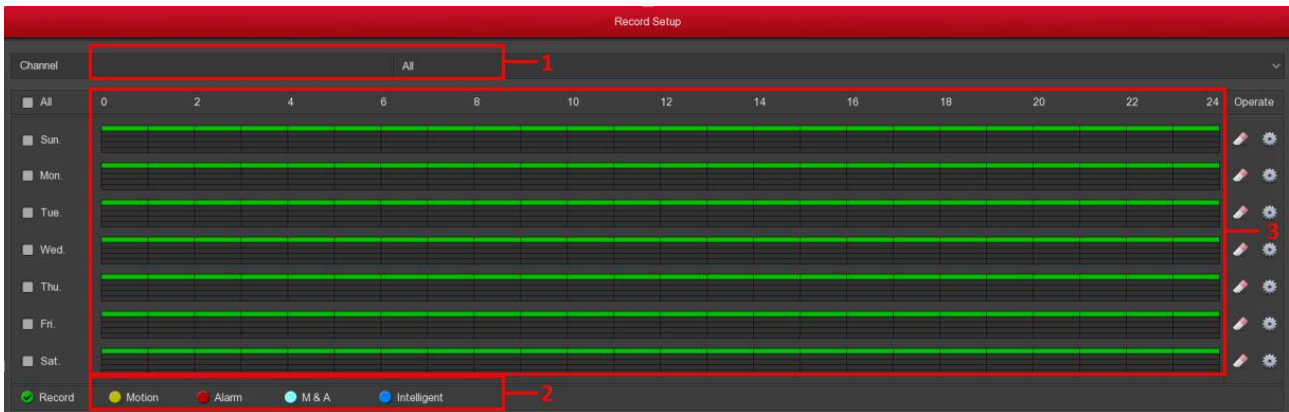 Record Setup
Channel All 1
All 0 2 4 6 8 10 12 14 16 18 20 22 24 Operate
Sun.
Mon.
Tue.
3
Wed.
Thu.
Fri.
Sat.
Record Motion Alarm M & A Intelligent 2